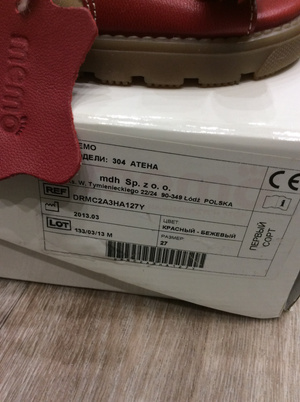 memo
EMO
ДЕЛИ: 304 АТЕНА
mdh Sp. z o. o.
W. Tymienieckiego 22/24 90-349 Łódź POLSKA
REF DRMC2A3HA127Y
2013.03
LOT 133/03/13 M
ЦВЕТ:
КРАСНЫЙ - БЕЖЕВЫЙ
РАЗМЕР:
27
CE
ПЕРВЫЙ
СОРТ